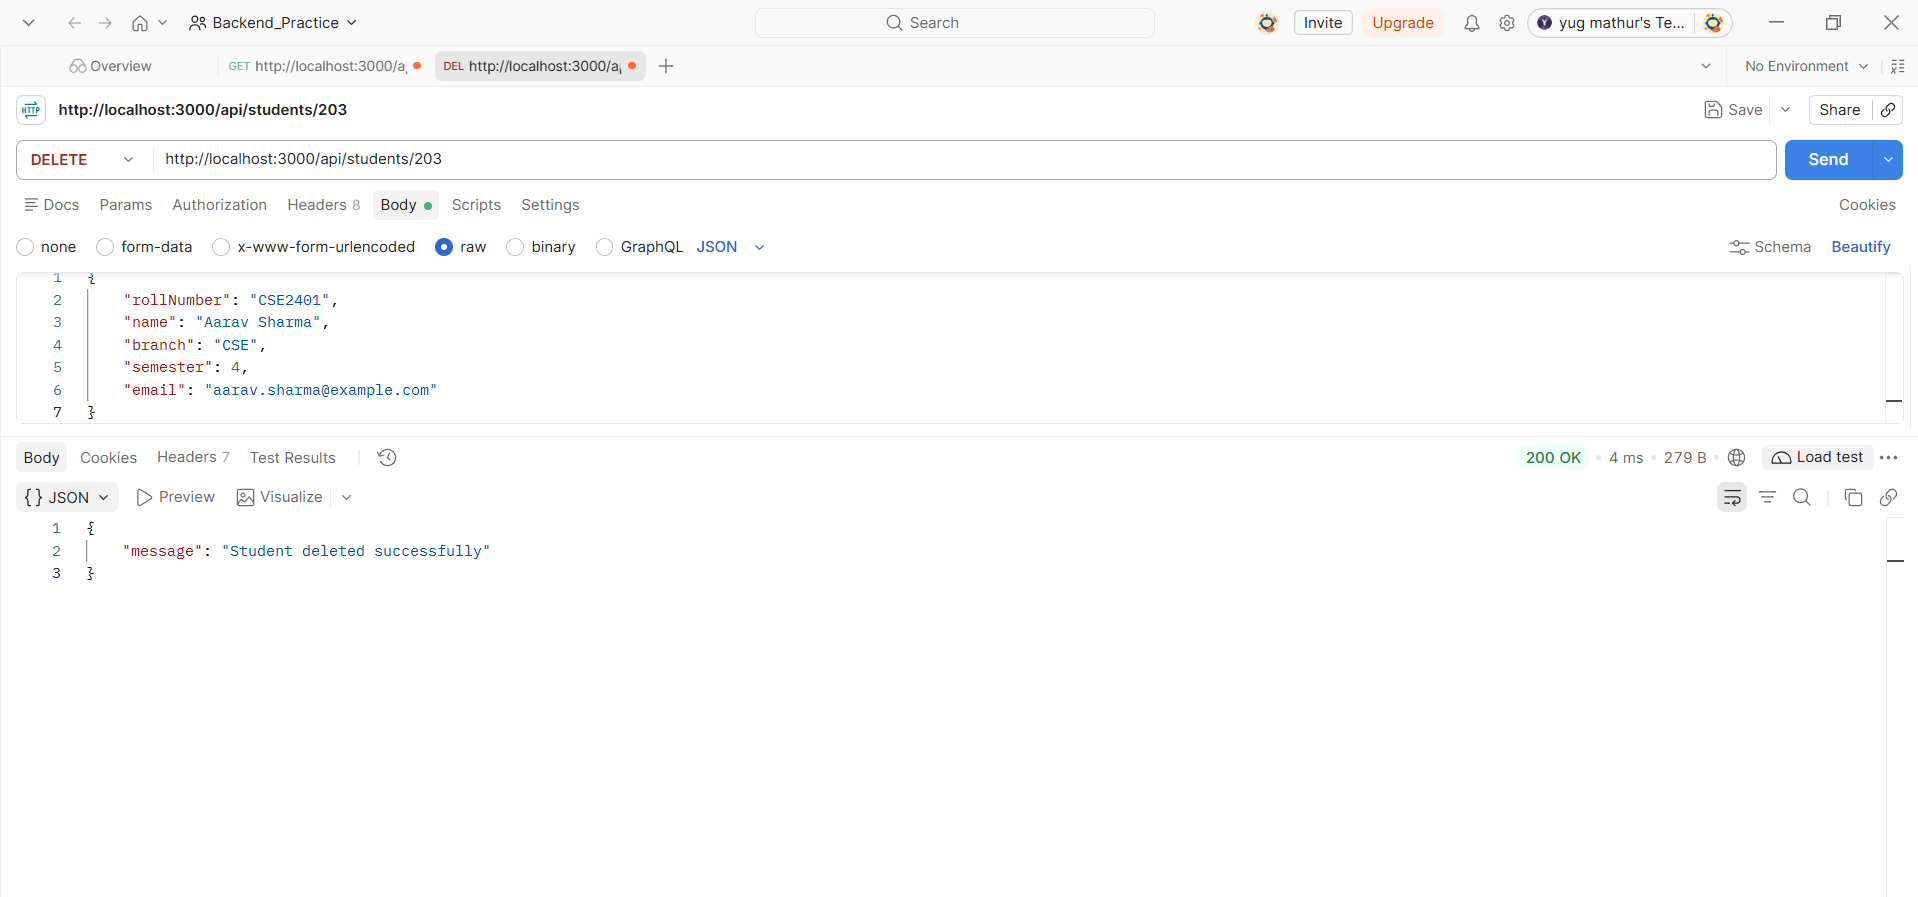 Backend_Practice
Search
Invite
Upgrade
Y
yug mathur's Te...
Overview
GET http://localhost:3000/a
DEL http://localhost:3000/a
No Environment
HTTP
http://localhost:3000/api/students/203
Save
Share
DELETE
http://localhost:3000/api/students/203
Send
Docs
Params
Authorization
Headers 8
Body
Scripts
Settings
Cookies
none
form-data
x-www-form-urlencoded
raw
binary
GraphQL
JSON
Schema
Beautify
1 {
2 "rollNumber": "CSE2401",
3 "name": "Aarav Sharma",
4 "branch": "CSE",
5 "semester": 4,
6 "email": "aarav.sharma@example.com"
7 }
Body
Cookies
Headers 7
Test Results
200 OK
4 ms
279 B
Load test
{} JSON
Preview
Visualize
1 {
2 "message": "Student deleted successfully"
3 }